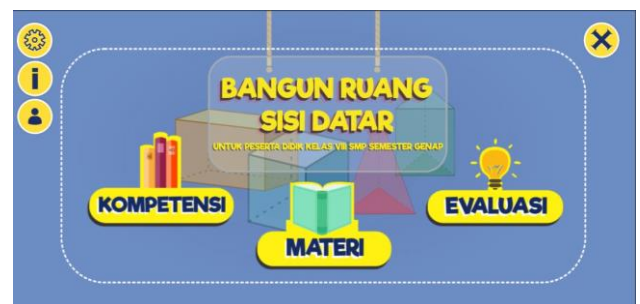 BANGUN RUANG
SISI DATAR
UNTUK PESERTA DIDIK KELAS VIII SMP SEMESTER GENAP
KOMPETENSI
EVALUASI
MATERI